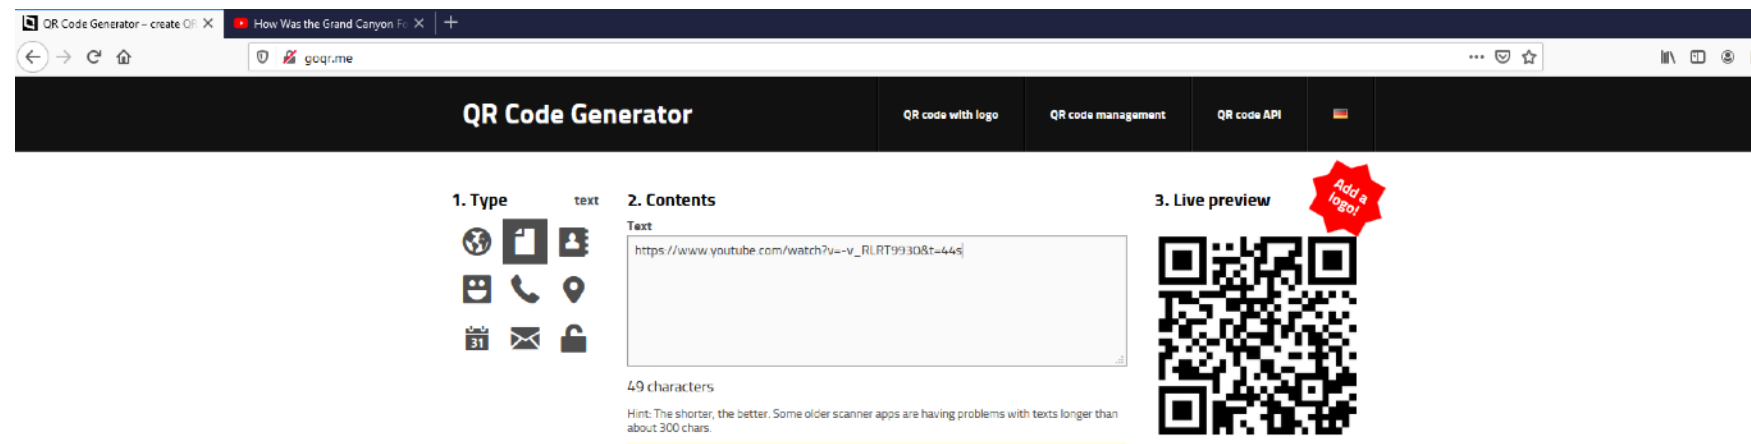 QR Code Generator – create QR
How Was the Grand Canyon Fo
goqr.me
QR Code Generator
QR code with logo
QR code management
QR code API
1. Type
text
2. Contents
3. Live preview
Add a
logo!
Text
https://www.youtube.com/watch?v=-v_RLRT9930&t=44s
31
49 characters
Hint: The shorter, the better. Some older scanner apps are having problems with texts longer than
about 300 chars.